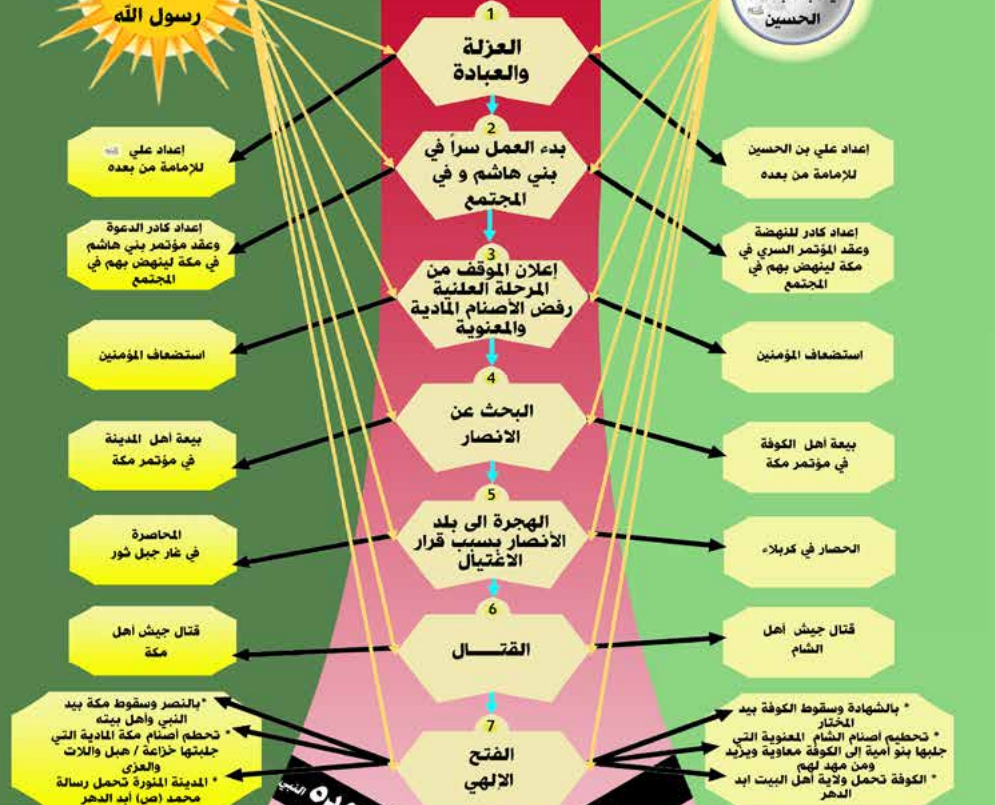 الحسين
رسول الله
1
العزلة
والعبادة
2
بدء العمل سراً في
بني هاشم و في
المجتمع
3
إعلان الموقف من
المرحلة العلنية
رفض الأصنام المادية
والمعنوية
4
البحث عن
الانصار
5
الهجرة الى بلد
الأنصار بسبب قرار
الاغتيال
6
القتـــــال
7
الفتح
الإلهي
إعداد علي بن الحسين
للإمامة من بعده
إعداد كادر للنهضة
وعقد المؤتمر السري في
مكة لينهض بهم في
المجتمع
استضعاف المؤمنين
بيعة أهل الكوفة
في مؤتمر مكة
الحصار في كربلاء
قتال جيش أهل
الشام
* بالشهادة وسقوط الكوفة بيد
المختار
* تحطيم أصنام الشام المعنوية التي
جلبها بنو أمية إلى الكوفة معاوية ويزيد
ومن مهد لهم
* الكوفة تحمل ولاية أهل البيت ابد
الدهر
إعداد علي
للإمامة من بعده
إعداد كادر الدعوة
وعقد مؤتمر بني هاشم
في مكة لينهض بهم في
المجتمع
استضعاف المؤمنين
بيعة أهل المدينة
في مؤتمر مكة
المحاصرة
في غار جبل ثور
قتال جيش أهل
مكة
*بالنصر وسقوط مكة بيد
النبي وأهل بيته
* تحطم أصنام مكة المادية التي
جلبتها خزاعة / هبل واللات
والعزى
* المدينة المنورة تحمل رسالة
محمد (ص) أبد الدهر
النبي